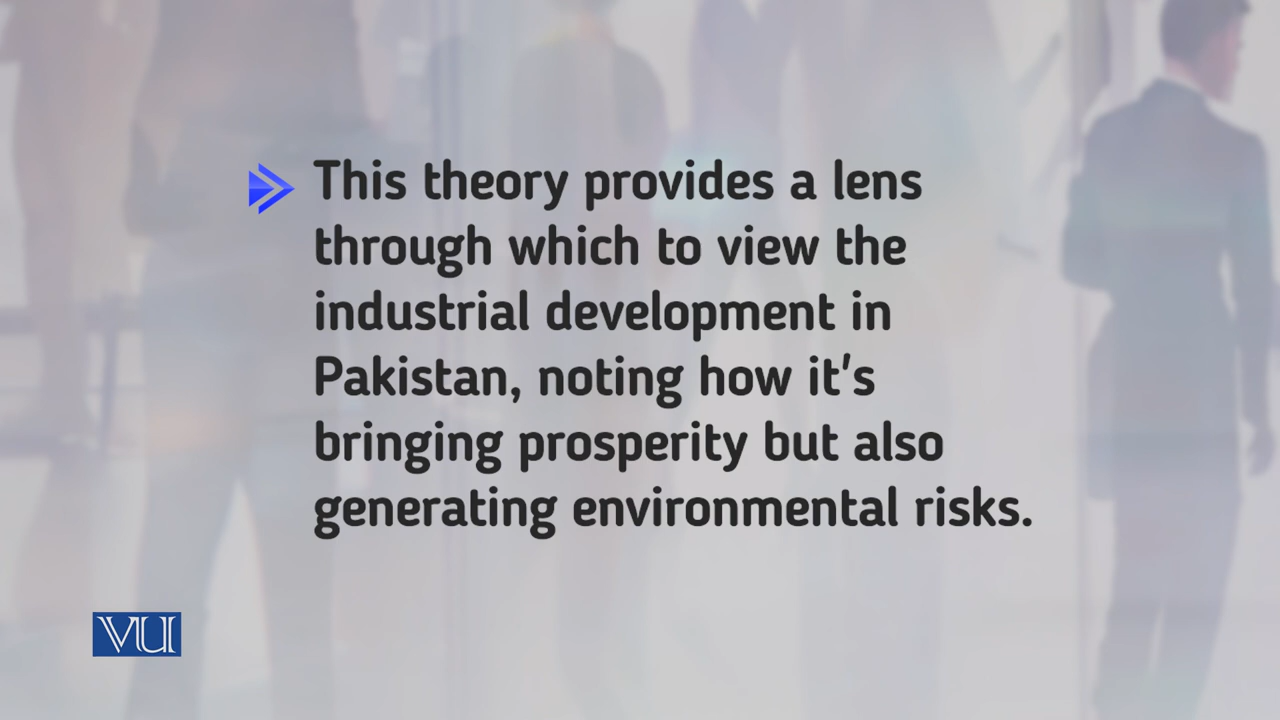 This theory provides a lens
through which to view the
industrial development in
Pakistan, noting how it's
bringing prosperity but also
generating environmental risks.
VU